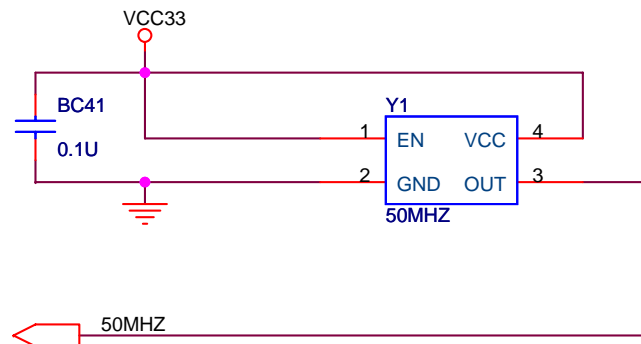 VCC33
BC41
0.1U
Y1
1 EN VCC 4
2 GND OUT 3
50MHZ
50MHZ